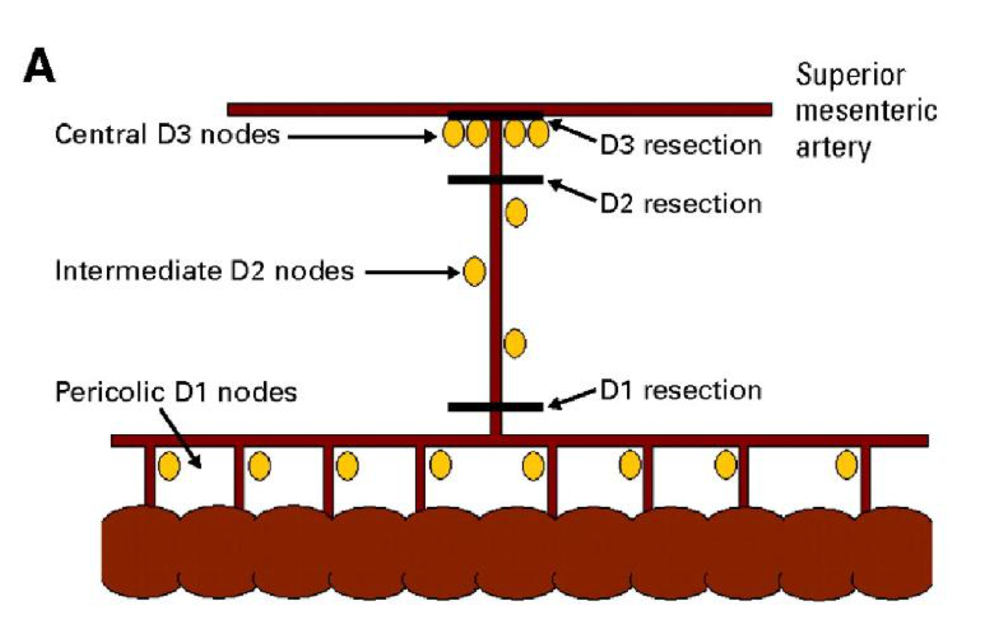 A
Superior
mesenteric
artery
Central D3 nodes
D3 resection
D2 resection
Intermediate D2 nodes
Pericolic D1 nodes
D1 resection